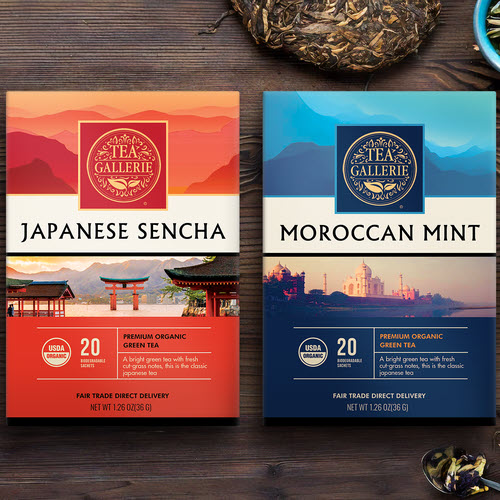 TEA
GALLERIE
®
JAPANESE SENCHA
USDA
ORGANIC
20
BIODEGRADABLE
SACHETS
PREMIUM ORGANIC
GREEN TEA
A bright green tea with fresh
cut-grass notes, this is the classic
japanese tea
FAIR TRADE DIRECT DELIVERY
NET WT 1.26 OZ(36 G)
TEA
GALLERIE
®
MOROCCAN MINT
USDA
ORGANIC
20
BIODEGRADABLE
SACHETS
PREMIUM ORGANIC
GREEN TEA
A bright green tea with fresh
cut-grass notes, this is the classic
japanese tea
FAIR TRADE DIRECT DELIVERY
NET WT 1.26 OZ(36 G)